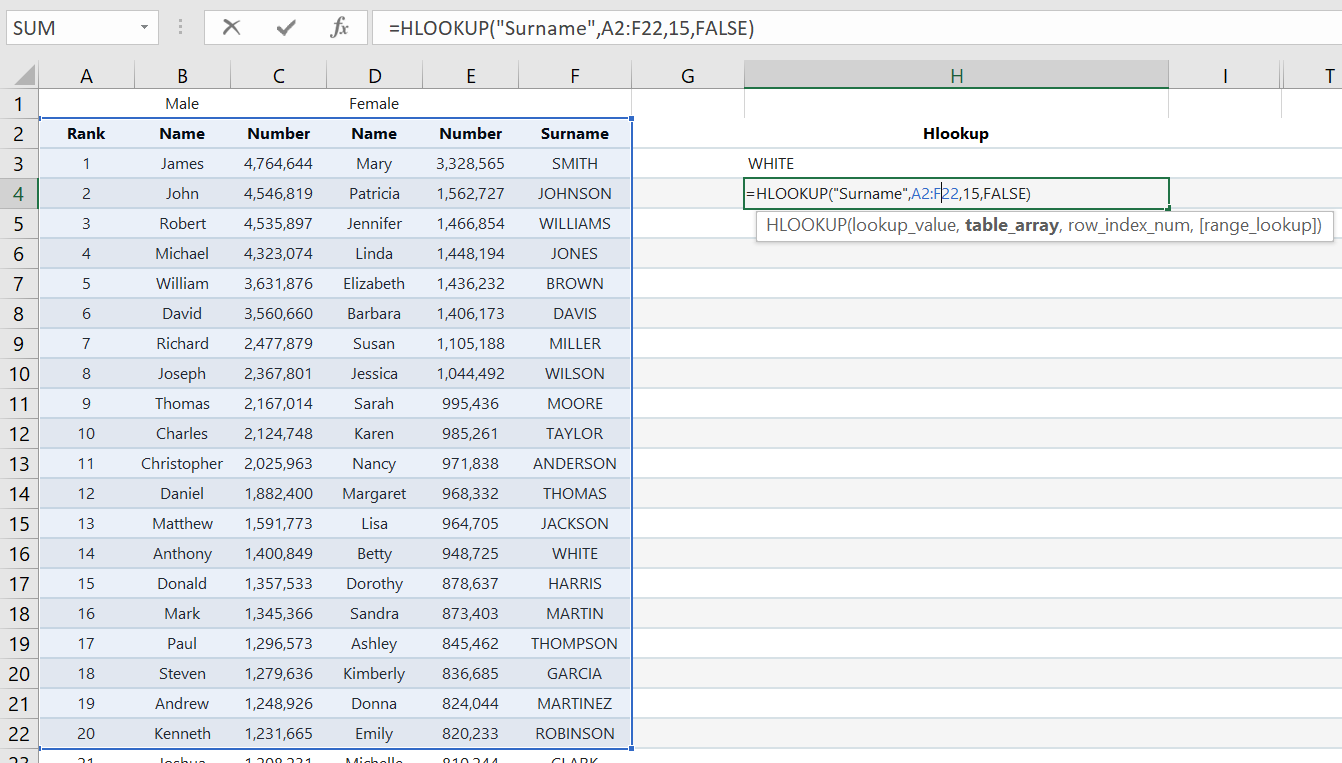 SUM =HLOOKUP("Surname",A2:F22,15,FALSE)
A B C D E F G H I T
1 Male Female
2 Rank Name Number Name Number Surname Hlookup
3 1 James 4,764,644 Mary 3,328,565 SMITH WHITE
4 2 John 4,546,819 Patricia 1,562,727 JOHNSON =HLOOKUP("Surname",A2:F22,15,FALSE)
5 3 Robert 4,535,897 Jennifer 1,466,854 WILLIAMS HLOOKUP(lookup_value, table_array, row_index_num, [range_lookup])
6 4 Michael 4,323,074 Linda 1,448,194 JONES
7 5 William 3,631,876 Elizabeth 1,436,232 BROWN
8 6 David 3,560,660 Barbara 1,406,173 DAVIS
9 7 Richard 2,477,879 Susan 1,105,188 MILLER
10 8 Joseph 2,367,801 Jessica 1,044,492 WILSON
11 9 Thomas 2,167,014 Sarah 995,436 MOORE
12 10 Charles 2,124,748 Karen 985,261 TAYLOR
13 11 Christopher 2,025,963 Nancy 971,838 ANDERSON
14 12 Daniel 1,882,400 Margaret 968,332 THOMAS
15 13 Matthew 1,591,773 Lisa 964,705 JACKSON
16 14 Anthony 1,400,849 Betty 948,725 WHITE
17 15 Donald 1,357,533 Dorothy 878,637 HARRIS
18 16 Mark 1,345,366 Sandra 873,403 MARTIN
19 17 Paul 1,296,573 Ashley 845,462 THOMPSON
20 18 Steven 1,279,636 Kimberly 836,685 GARCIA
21 19 Andrew 1,248,926 Donna 824,044 MARTINEZ
22 20 Kenneth 1,231,665 Emily 820,233 ROBINSON
23 21 Joshua 1,208,231 Michelle 810,244 CLARK